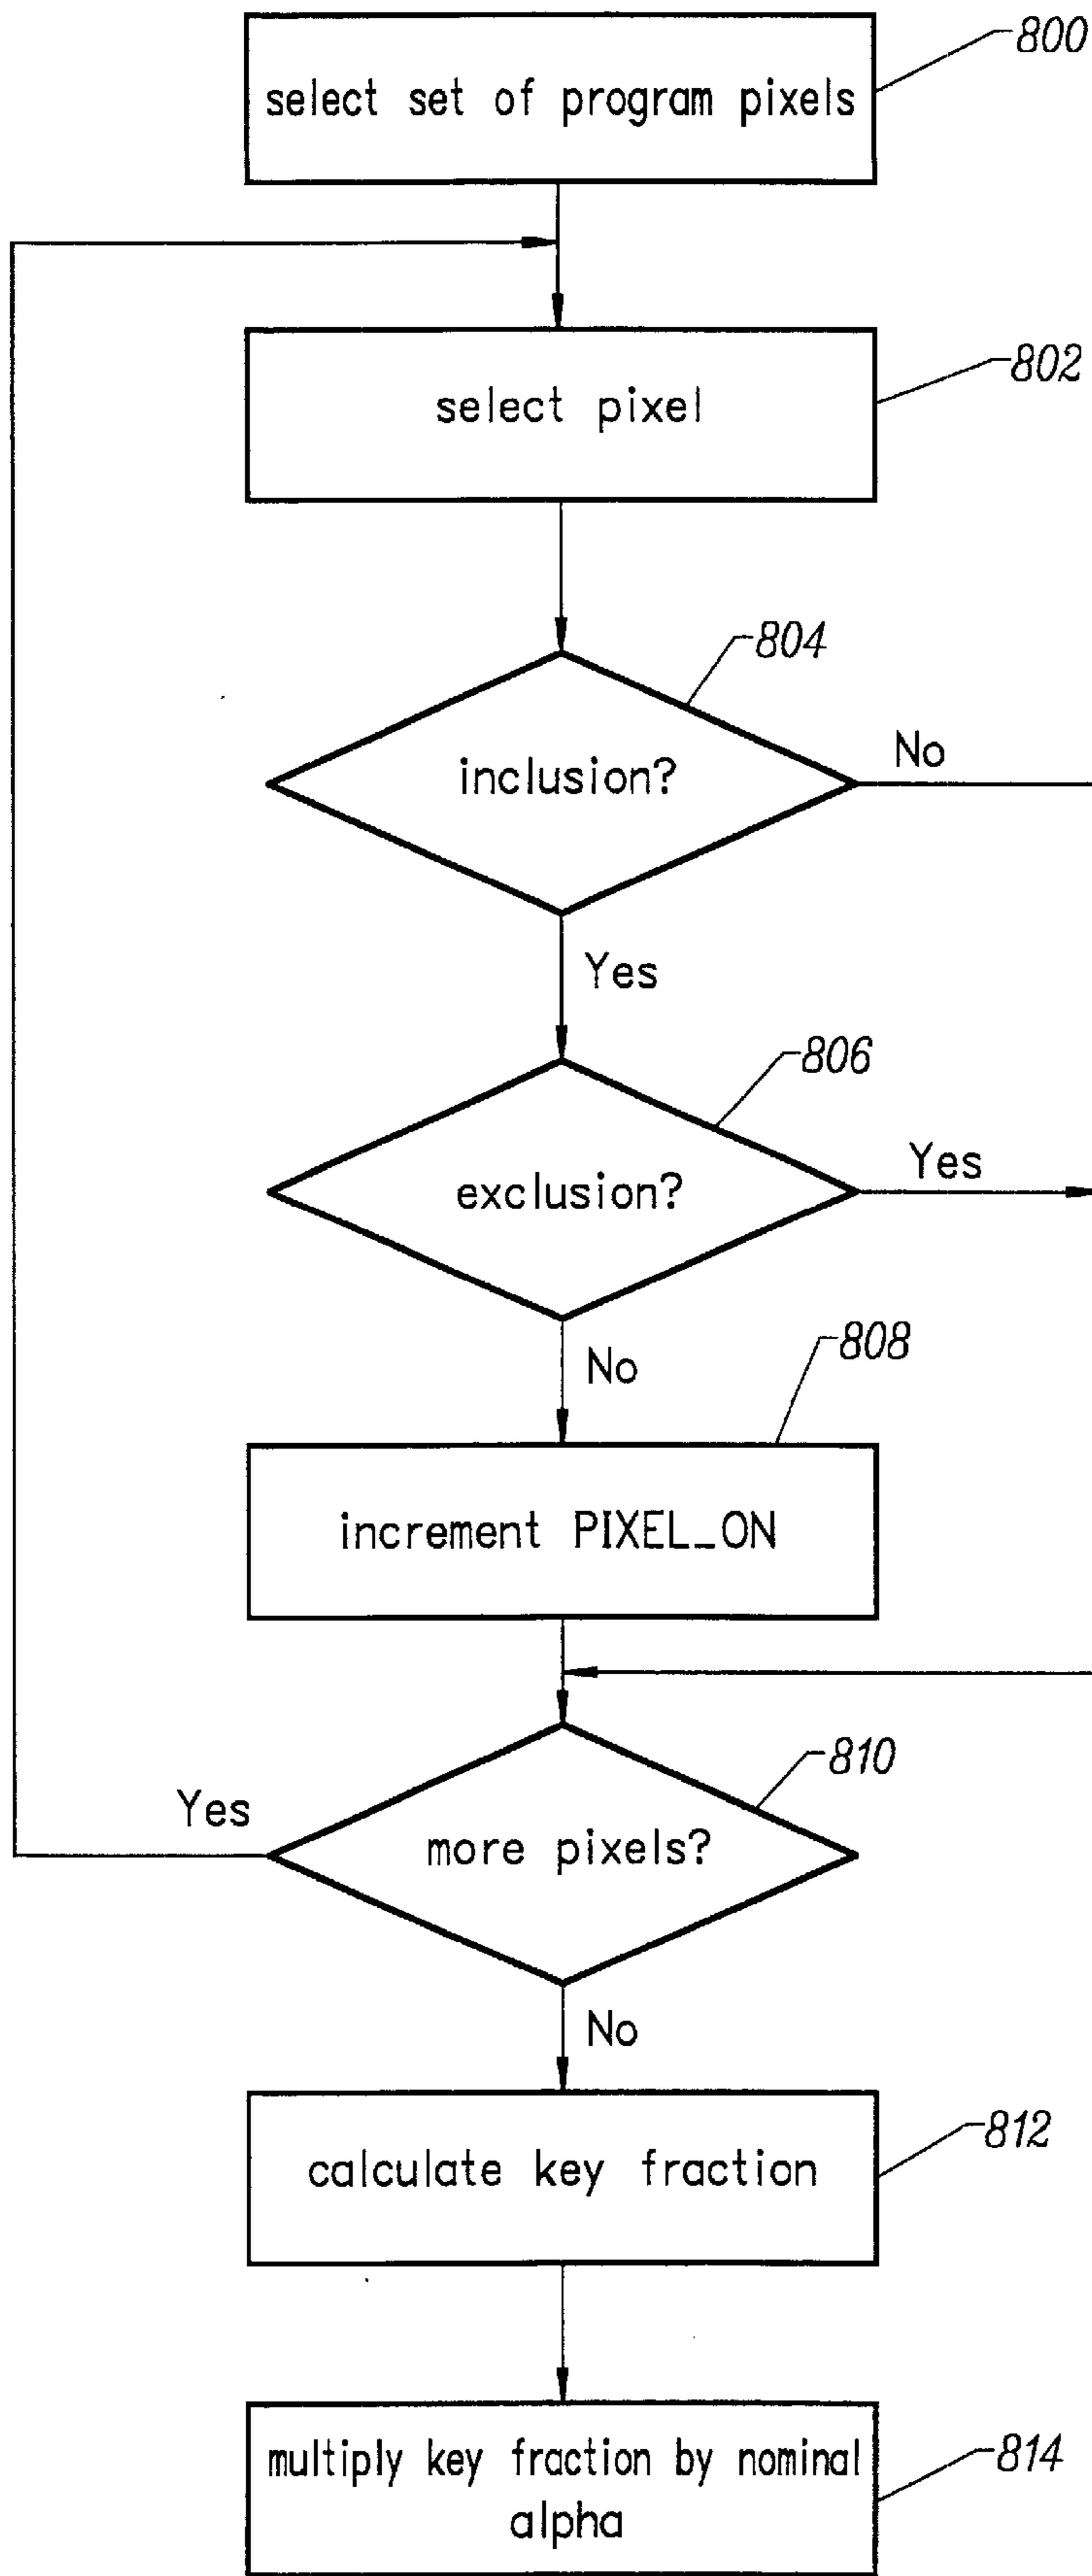 800
select set of program pixels
802
select pixel
804
inclusion?
No
Yes
806
exclusion?
Yes
No
808
increment PIXEL_ON
810
Yes
more pixels?
No
812
calculate key fraction
814
multiply key fraction by nominal
alpha